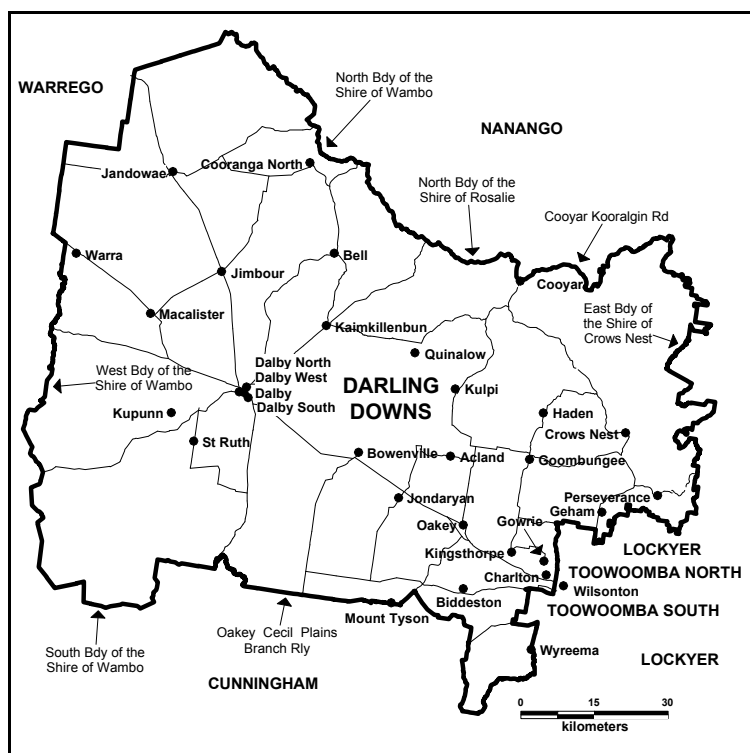 North Bdy of the
Shire of Wambo
WARREGO
NANANGO
Cooranga North
Jandowae
North Bdy of the
Shire of Rosalie
Cooyar Kooralgin Rd
Warra
Bell
Jimbour
Cooyar
East Bdy of
the Shire of
Crows Nest
Macalister
Kaimkillenbun
Quinalow
West Bdy of the
Shire of Wambo
Dalby North
Dalby West
Dalby
Dalby South
DARLING
DOWNS
Kulpi
Kupunn
Haden
St Ruth
Crows Nest
Bowenville
Acland
Goombungee
Jondaryan
Perseverance
Geham
Oakey
Gowrie
Kingsthorpe
LOCKYER
Charlton
TOOWOOMBA NORTH
Wilsonton
Biddeston
TOOWOOMBA SOUTH
Mount Tyson
Oakey Cecil Plains
Branch Rly
South Bdy of the
Shire of Wambo
Wyreema
LOCKYER
CUNNINGHAM
0 15 30
kilometers